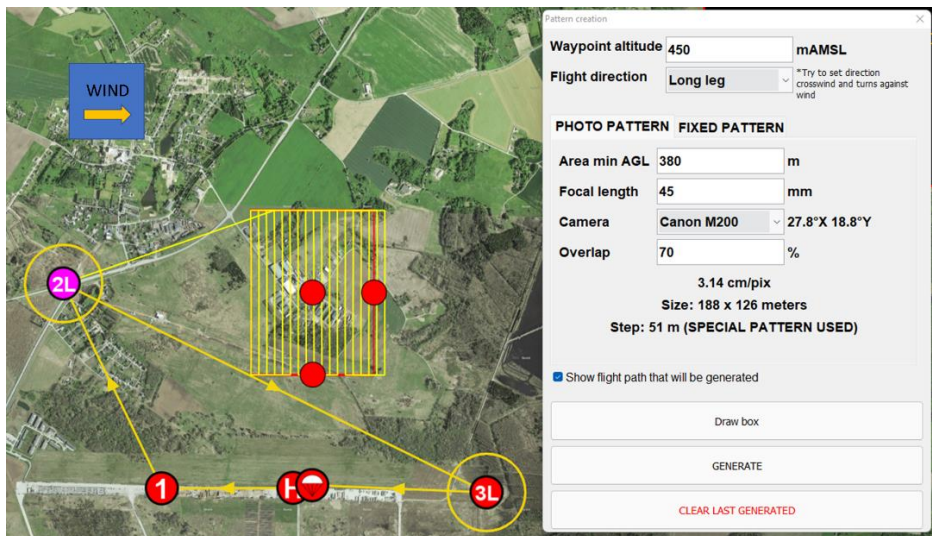 WIND
2L
1
H
3L
Pattern creation
Waypoint altitude 450 mAMSL
Flight direction Long leg *Try to set direction
crosswind and turns against
wind
PHOTO PATTERN FIXED PATTERN
Area min AGL 380 m
Focal length 45 mm
Camera Canon M200 27.8°X 18.8°Y
Overlap 70 %
3.14 cm/pix
Size: 188 x 126 meters
Step: 51 m (SPECIAL PATTERN USED)
Show flight path that will be generated
Draw box
GENERATE
CLEAR LAST GENERATED